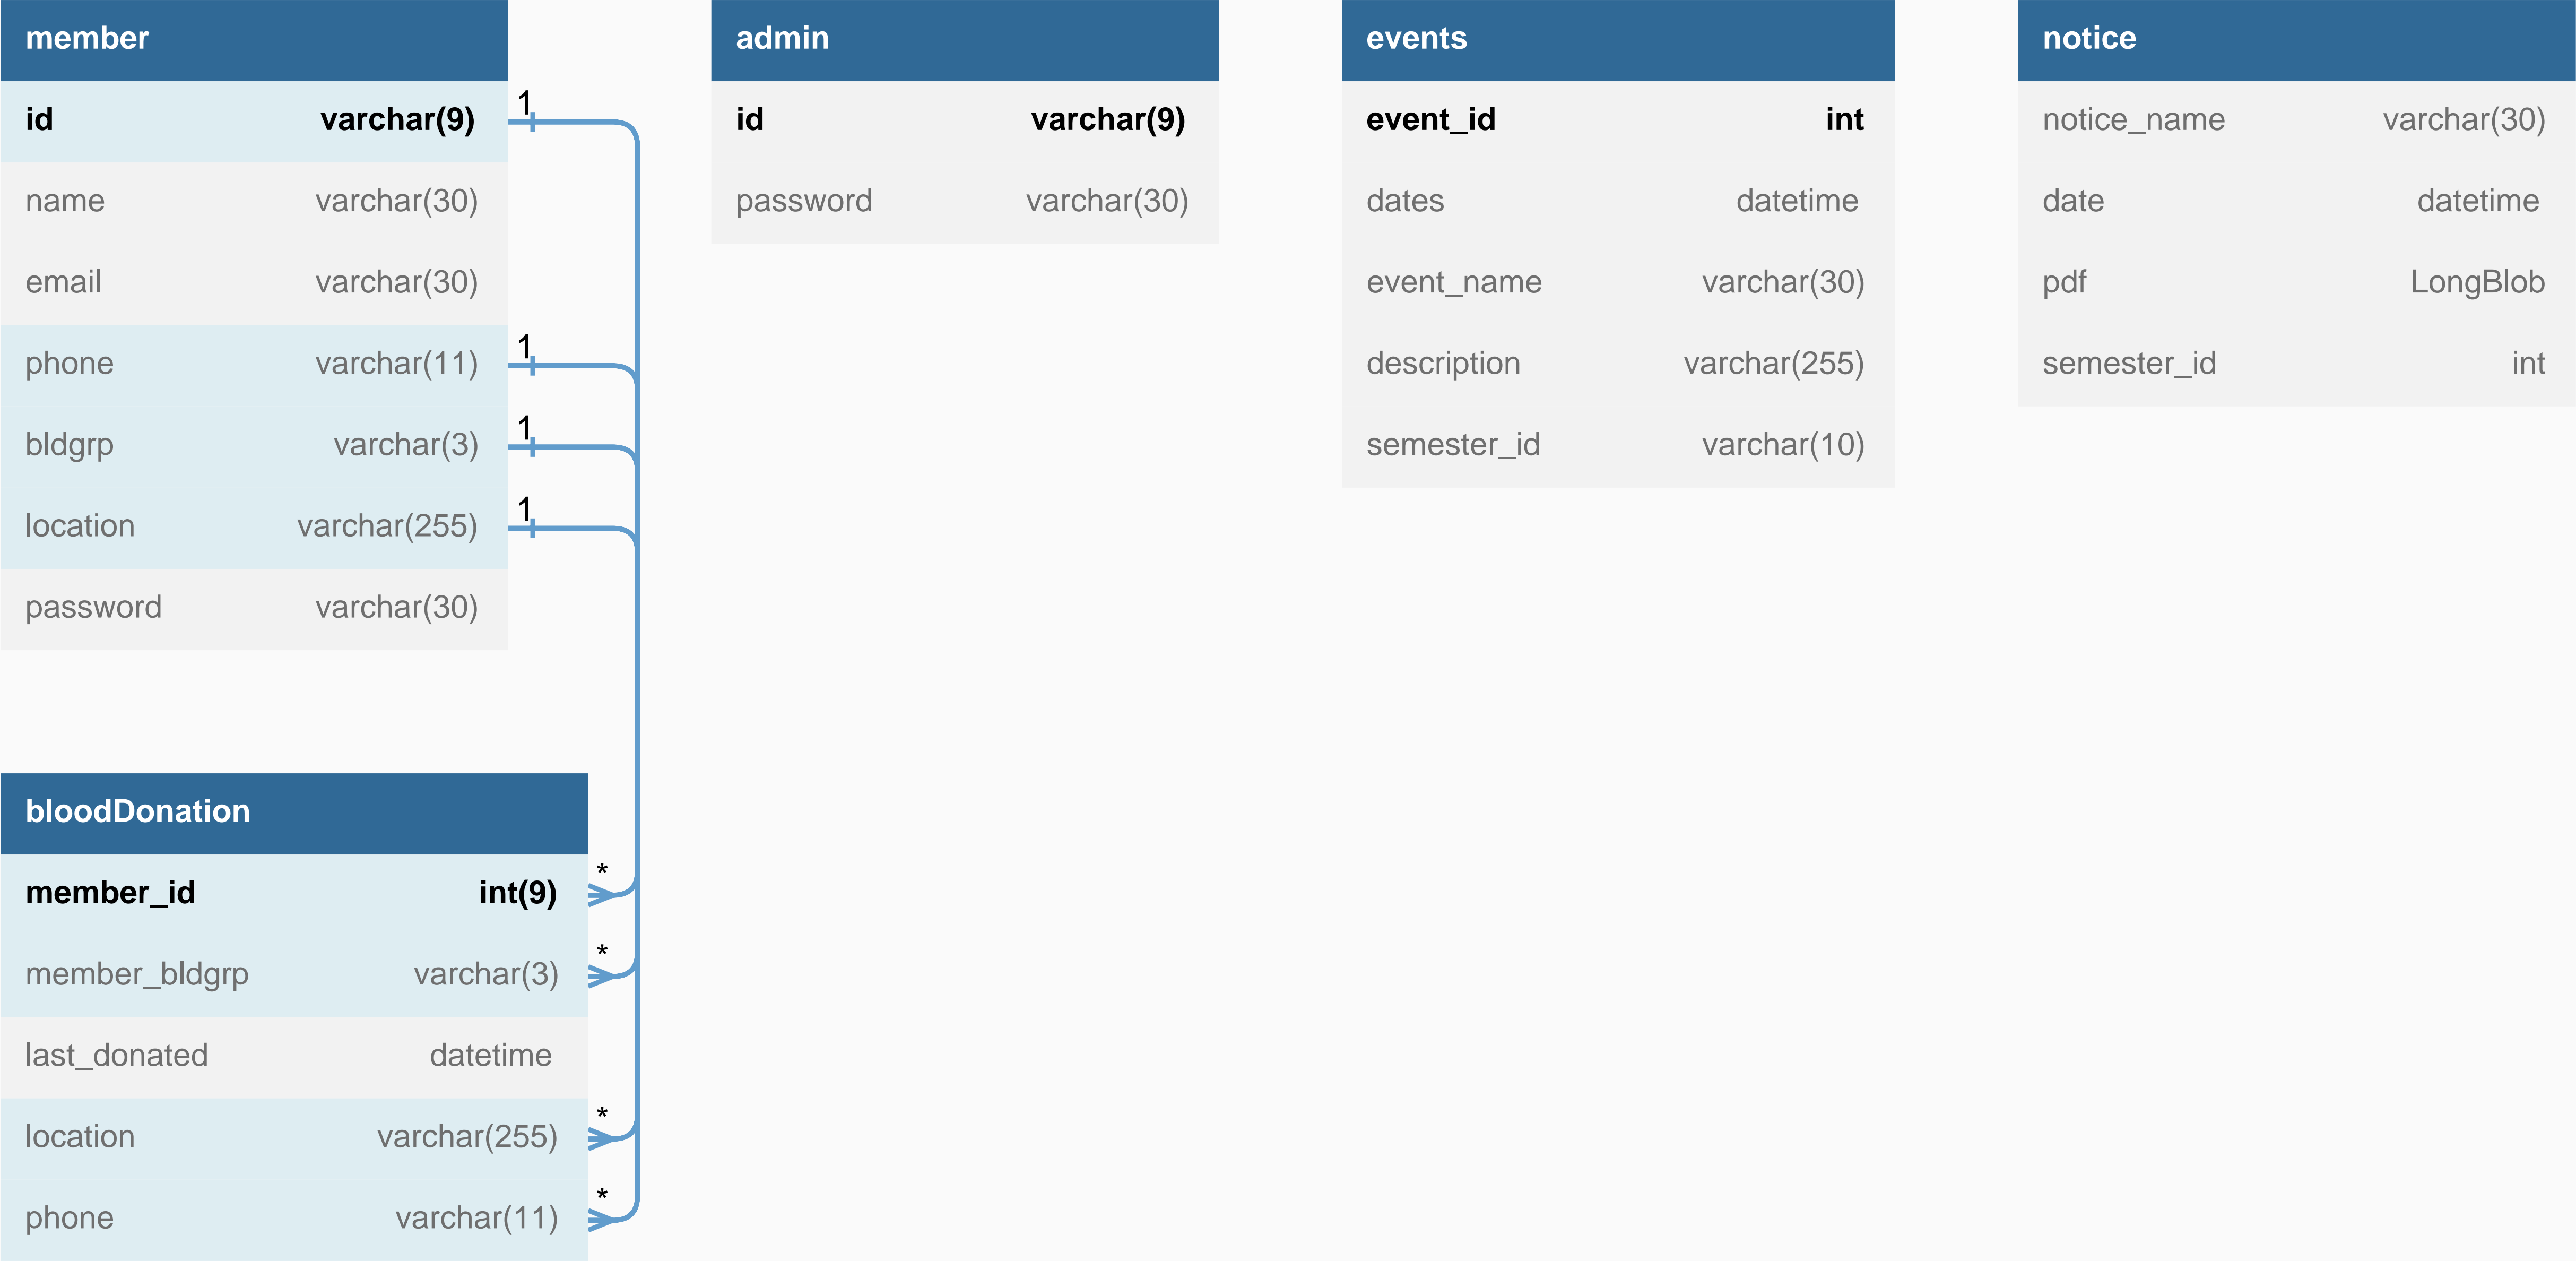 member
id varchar(9)
name varchar(30)
email varchar(30)
phone varchar(11)
bldgrp varchar(3)
location varchar(255)
password varchar(30)
1
1
1
1
admin
id varchar(9)
password varchar(30)
events
event_id int
dates datetime
event_name varchar(30)
description varchar(255)
semester_id varchar(10)
notice
notice_name varchar(30)
date datetime
pdf LongBlob
semester_id int
bloodDonation
member_id int(9)
member_bldgrp varchar(3)
last_donated datetime
location varchar(255)
phone varchar(11)
*
*
*
*